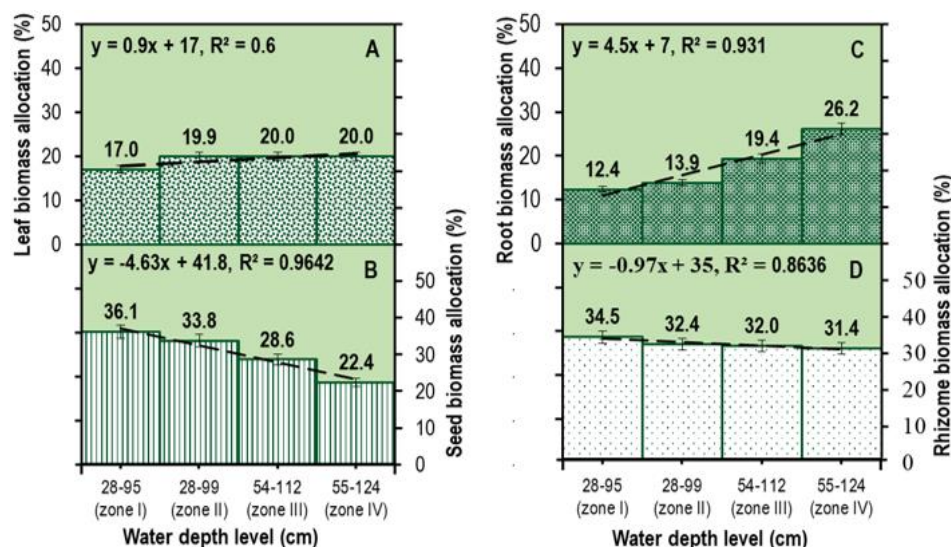 Leaf biomass allocation (%)
50
40
30
20
10
0
y = 0.9x + 17, R² = 0.6
A
17.0
19.9
20.0
20.0
y = -4.63x + 41.8, R² = 0.9642
B
36.1
33.8
28.6
22.4
50
40
30
20
10
0
Seed biomass allocation (%)
28-95
(zone I)
28-99
(zone II)
54-112
(zone III)
55-124
(zone IV)
Water depth level (cm)
Root biomass allocation (%)
50
40
30
20
10
0
y = 4.5x + 7, R² = 0.931
C
12.4
13.9
19.4
26.2
y = -0.97x + 35, R² = 0.8636
D
34.5
32.4
32.0
31.4
50
40
30
20
10
0
Rhizome biomass allocation (%)
28-95
(zone I)
28-99
(zone II)
54-112
(zone III)
55-124
(zone IV)
Water depth level (cm)